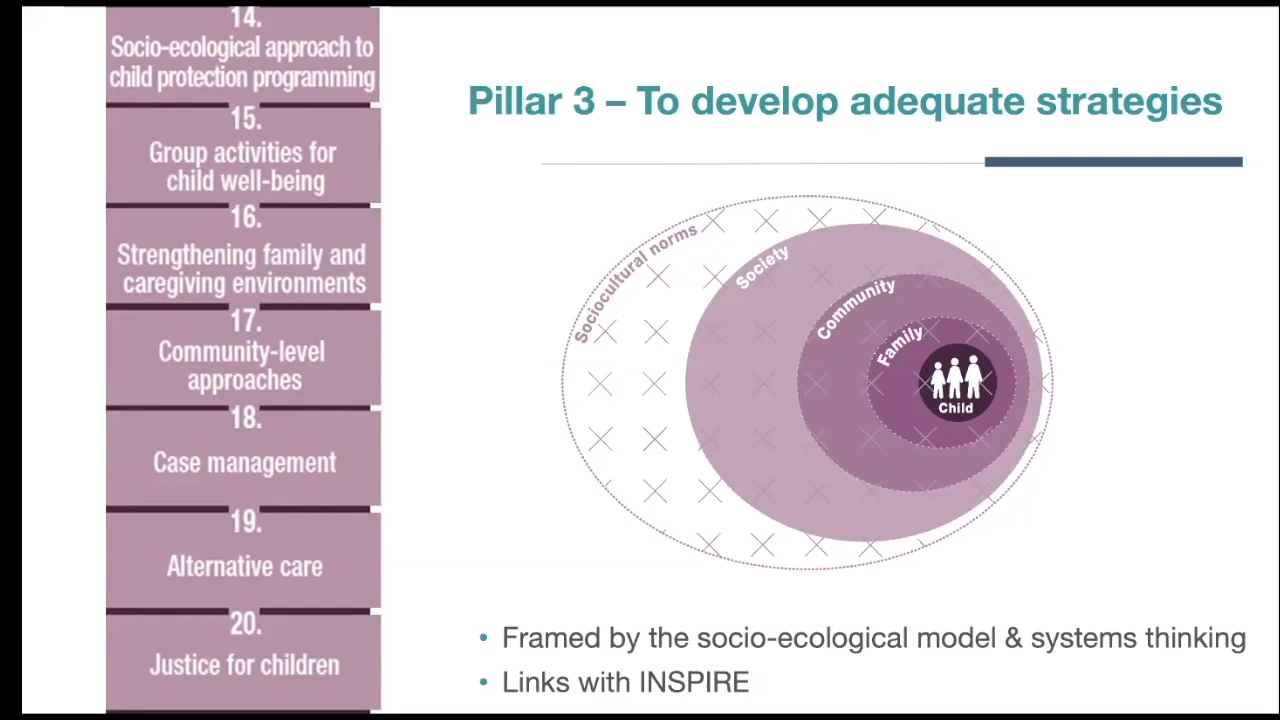 14.
Socio-ecological approach to
child protection programming
15.
Group activities for
child well-being
16.
Strengthening family and
caregiving environments
17.
Community-level
approaches
18.
Case management
19.
Alternative care
20.
Justice for children
Pillar 3 – To develop adequate strategies
Sociocultural norms
Society
Community
Family
Child
• Framed by the socio-ecological model & systems thinking
• Links with INSPIRE